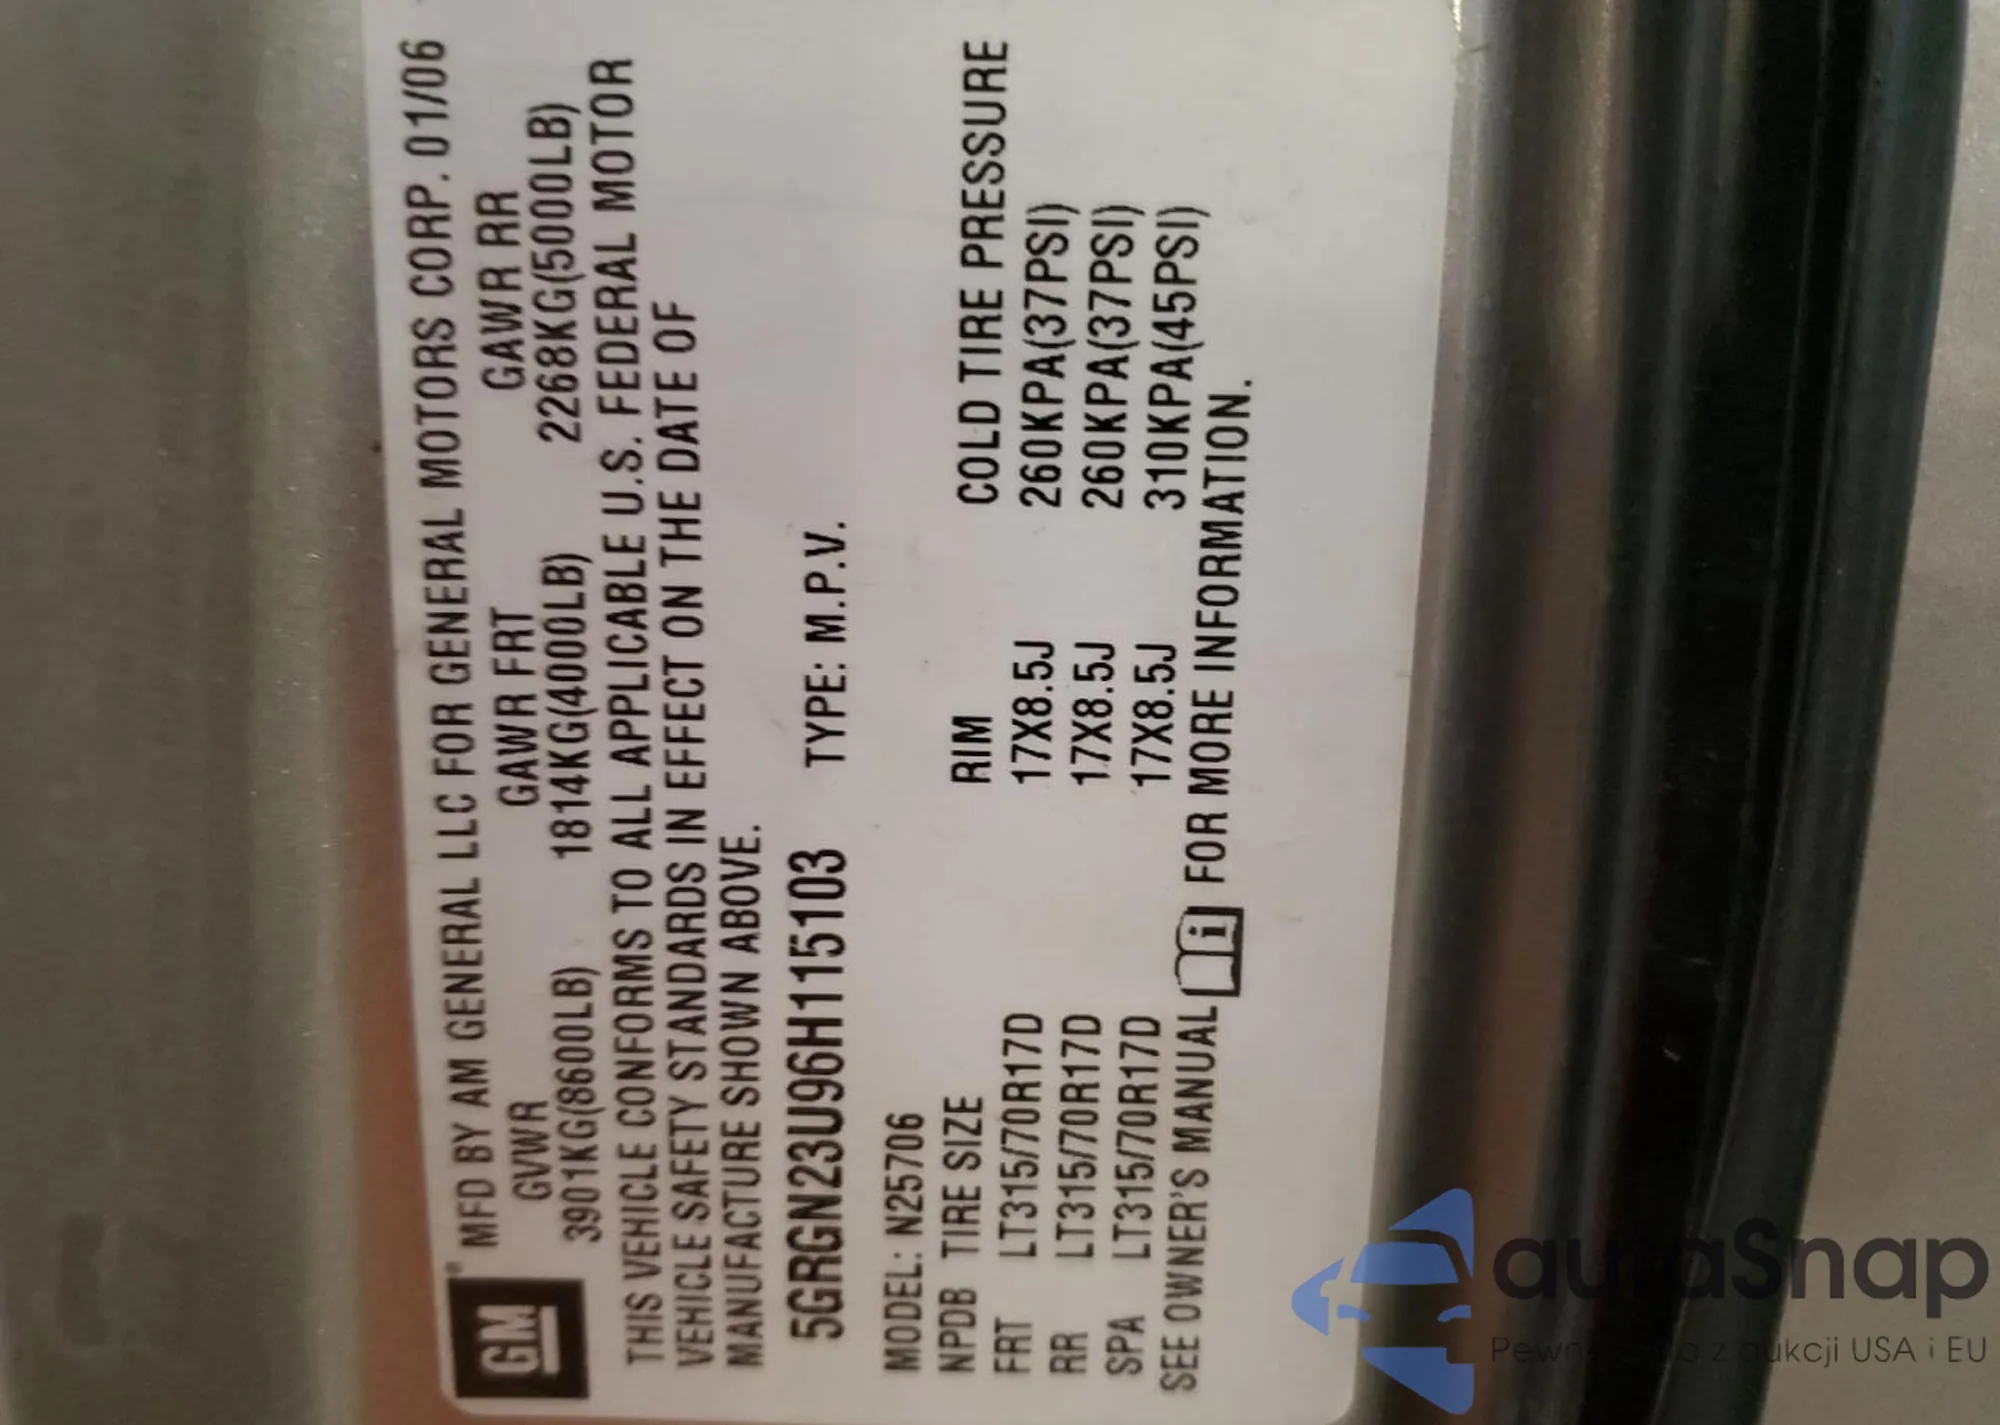 GM®
MFD BY AM GENERAL LLC FOR GENERAL MOTORS CORP. 01/06
GVWR GAWR FRT GAWR RR
3901KG(8600LB) 1814KG(4000LB) 2268KG(5000LB)
THIS VEHICLE CONFORMS TO ALL APPLICABLE U.S. FEDERAL MOTOR
VEHICLE SAFETY STANDARDS IN EFFECT ON THE DATE OF
MANUFACTURE SHOWN ABOVE.
5GRGN23U96H115103 TYPE: M.P.V.
MODEL: N25706
NPDB TIRE SIZE RIM COLD TIRE PRESSURE
FRT LT315/70R17D 17X8.5J 260KPA(37PSI)
RR LT315/70R17D 17X8.5J 260KPA(37PSI)
SPA LT315/70R17D 17X8.5J 310KPA(45PSI)
SEE OWNER'S MANUAL i FOR MORE INFORMATION.
autaSnap
z aukcji USA i EU